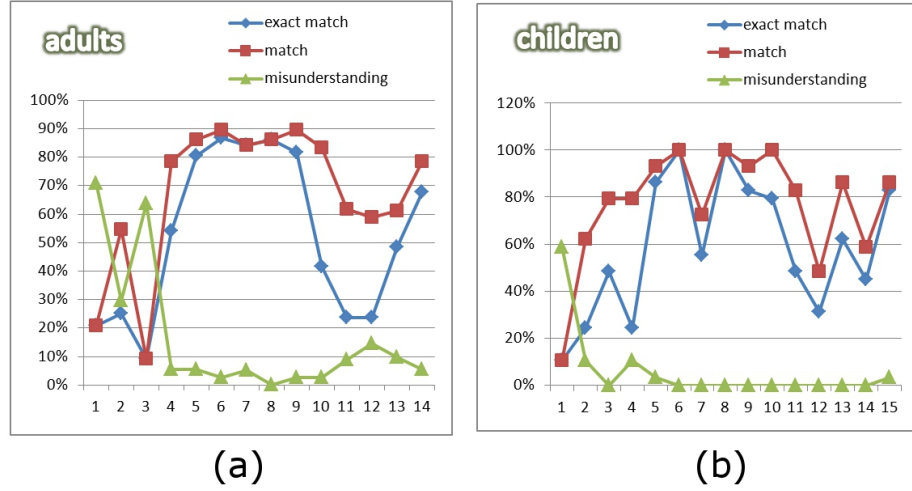 adults
exact match
match
misunderstanding
100%
90%
80%
70%
60%
50%
40%
30%
20%
10%
0%
1 2 3 4 5 6 7 8 9 10 11 12 13 14
(a)
children
exact match
match
misunderstanding
120%
100%
80%
60%
40%
20%
0%
1 2 3 4 5 6 7 8 9 10 11 12 13 14 15
(b)